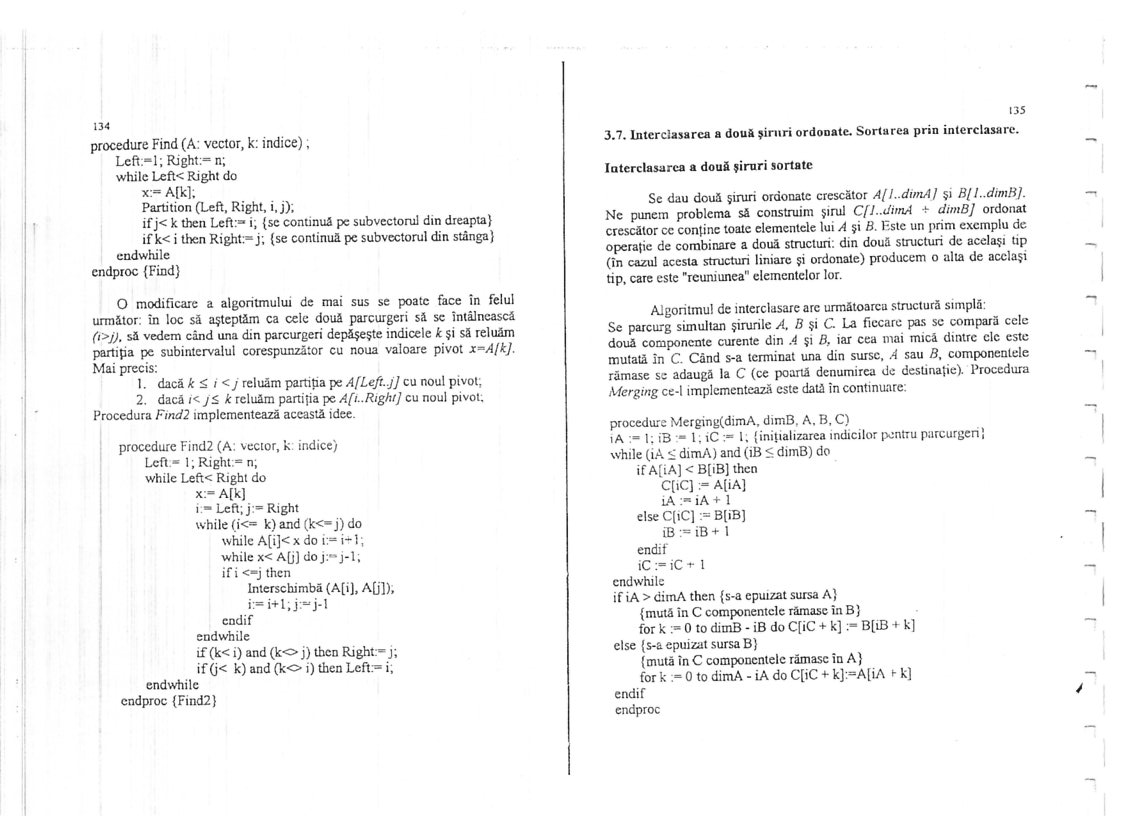 134
procedure Find (A: vector, k: indice) ;
Left:=1; Right:= n;
while Left< Right do
x:= A[k];
Partition (Left, Right, i, j);
if j< k then Left:= i; {se continuă pe subvectorul din dreapta}
if k< i then Right:= j; {se continuă pe subvectorul din stânga}
endwhile
endproc {Find}
O modificare a algoritmului de mai sus se poate face în felul
următor: în loc să aşteptăm ca cele două parcurgeri să se întâlnească
(i>j), să vedem când una din parcurgeri depăşeşte indicele k şi să reluăm
partiţia pe subintervalul corespunzător cu noua valoare pivot x=A[k].
Mai precis:
1. dacă k ≤ i < j reluăm partiţia pe A[Left..j] cu noul pivot;
2. dacă i< j≤ k reluăm partiţia pe A[i..Right] cu noul pivot;
Procedura Find2 implementează această idee.
procedure Find2 (A: vector, k: indice)
Left:= 1; Right:= n;
while Left< Right do
x:= A[k]
i:= Left; j:= Right
while (i<= k) and (k<= j) do
while A[i]< x do i:= i+1;
while x< A[j] do j:= j-1;
if i <=j then
Interschimbă (A[i], A[j]);
i:= i+1; j:= j-1
endif
endwhile
if (k< i) and (k<> j) then Right:= j;
if (j< k) and (k<> i) then Left:= i;
endwhile
endproc {Find2}
135
3.7. Interclasarea a două şiruri ordonate. Sortarea prin interclasare.
Interclasarea a două şiruri sortate
Se dau două şiruri ordonate crescător A[1..dimA] şi B[1..dimB].
Ne punem problema să construim şirul C[1..dimA + dimB] ordonat
crescător ce conţine toate elementele lui A şi B. Este un prim exemplu de
operaţie de combinare a două structuri: din două structuri de acelaşi tip
(în cazul acesta structuri liniare şi ordonate) producem o alta de acelaşi
tip, care este "reuniunea" elementelor lor.
Algoritmul de interclasare are următoarea structură simplă:
Se parcurg simultan şirurile A, B şi C. La fiecare pas se compară cele
două componente curente din A şi B, iar cea mai mică dintre ele este
mutată în C. Când s-a terminat una din surse, A sau B, componentele
rămase se adaugă la C (ce poartă denumirea de destinaţie). Procedura
Merging ce-l implementează este dată în continuare:
procedure Merging(dimA, dimB, A, B, C)
iA := 1; iB := 1; iC := 1; {iniţializarea indicilor pentru parcurgeri}
while (iA ≤ dimA) and (iB ≤ dimB) do
if A[iA] < B[iB] then
C[iC] := A[iA]
iA := iA + 1
else C[iC] := B[iB]
iB := iB + 1
endif
iC := iC + 1
endwhile
if iA > dimA then {s-a epuizat sursa A}
{mută în C componentele rămase în B}
for k := 0 to dimB - iB do C[iC + k] := B[iB + k]
else {s-a epuizat sursa B}
{mută în C componentele rămase în A}
for k := 0 to dimA - iA do C[iC + k]:=A[iA + k]
endif
endproc